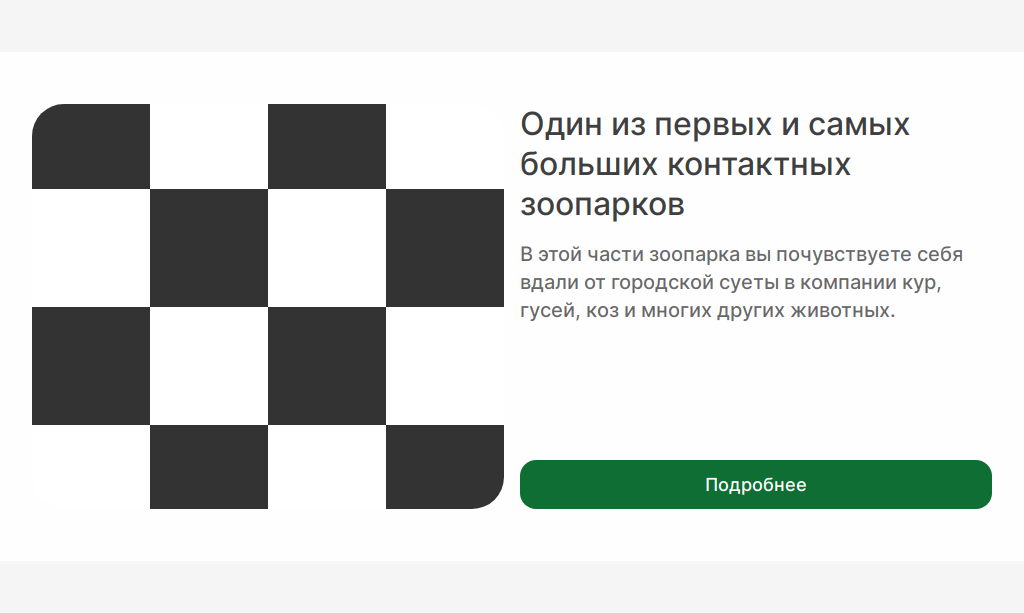 Один из первых и самых
больших контактных
зоопарков
В этой части зоопарка вы почувствуете себя
вдали от городской суеты в компании кур,
гусей, коз и многих других животных.
Подробнее